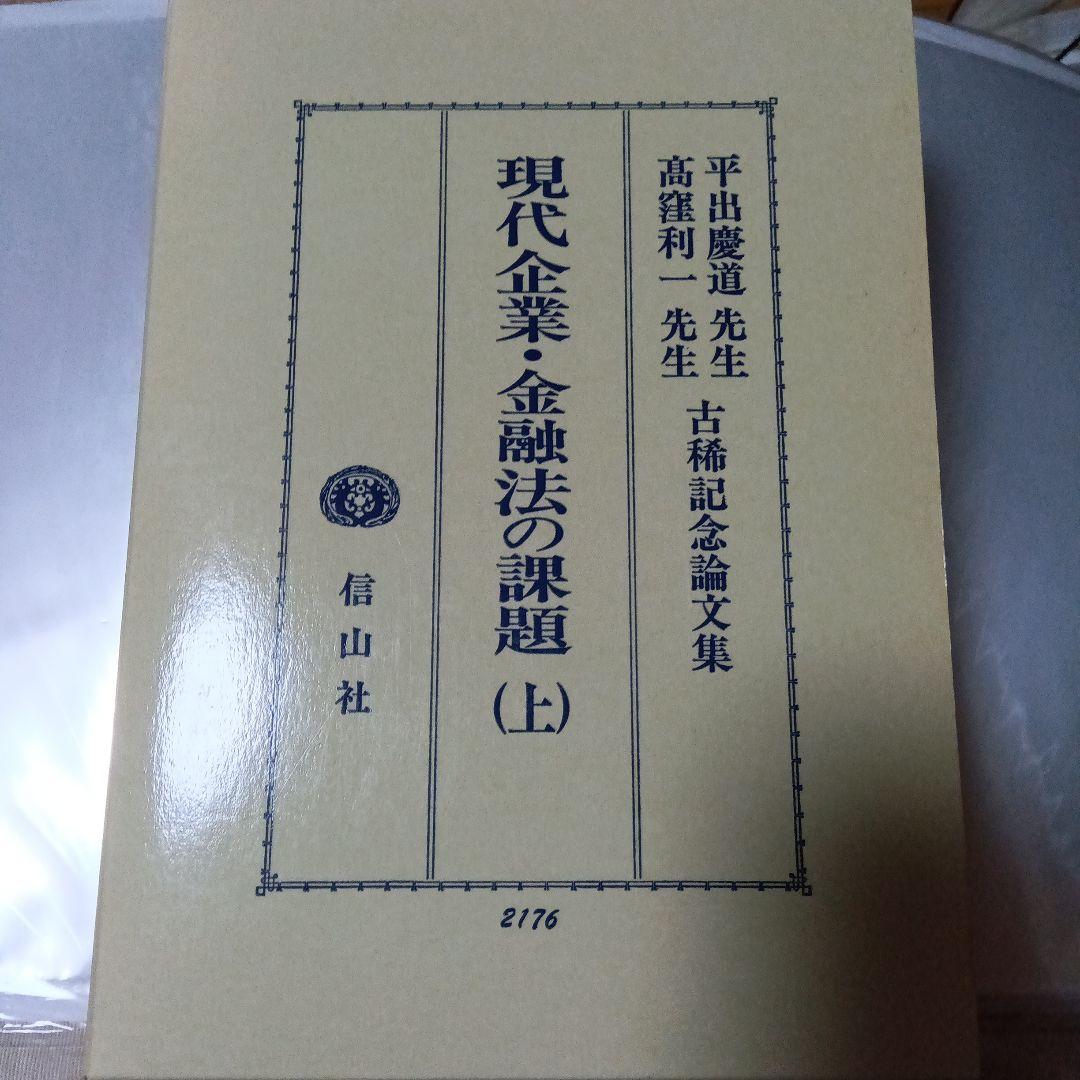 平出慶道 先生
髙窪利一 先生
古稀記念論文集
現代企業・金融法の課題（上）
信山社
2176